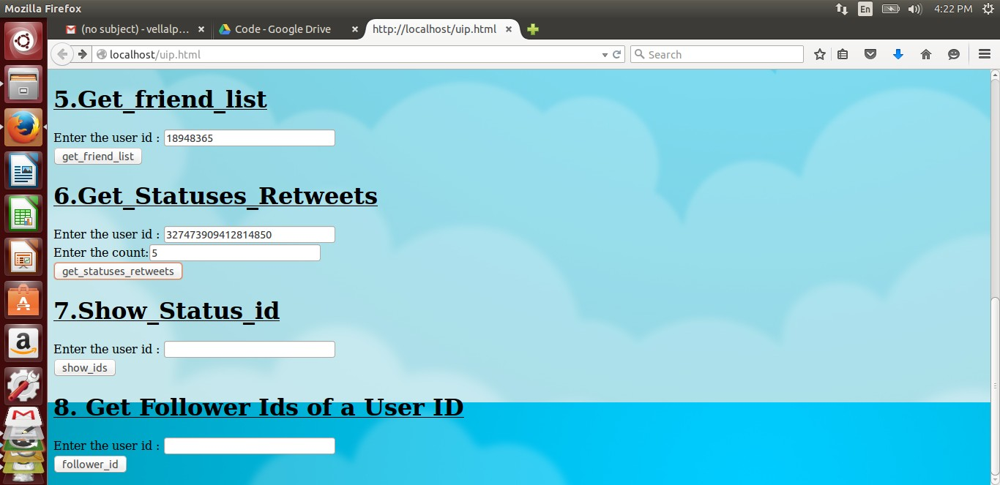 Mozilla Firefox
En
4:22 PM
(no subject) - vellalp...
Code - Google Drive
http://localhost/uip.html
localhost/uip.html
Search
5.Get_friend_list
Enter the user id : 18948365
get_friend_list
6.Get_Statuses_Retweets
Enter the user id : 327473909412814850
Enter the count: 5
get_statuses_retweets
7.Show_Status_id
Enter the user id :
show_ids
8. Get Follower Ids of a User ID
Enter the user id :
follower_id